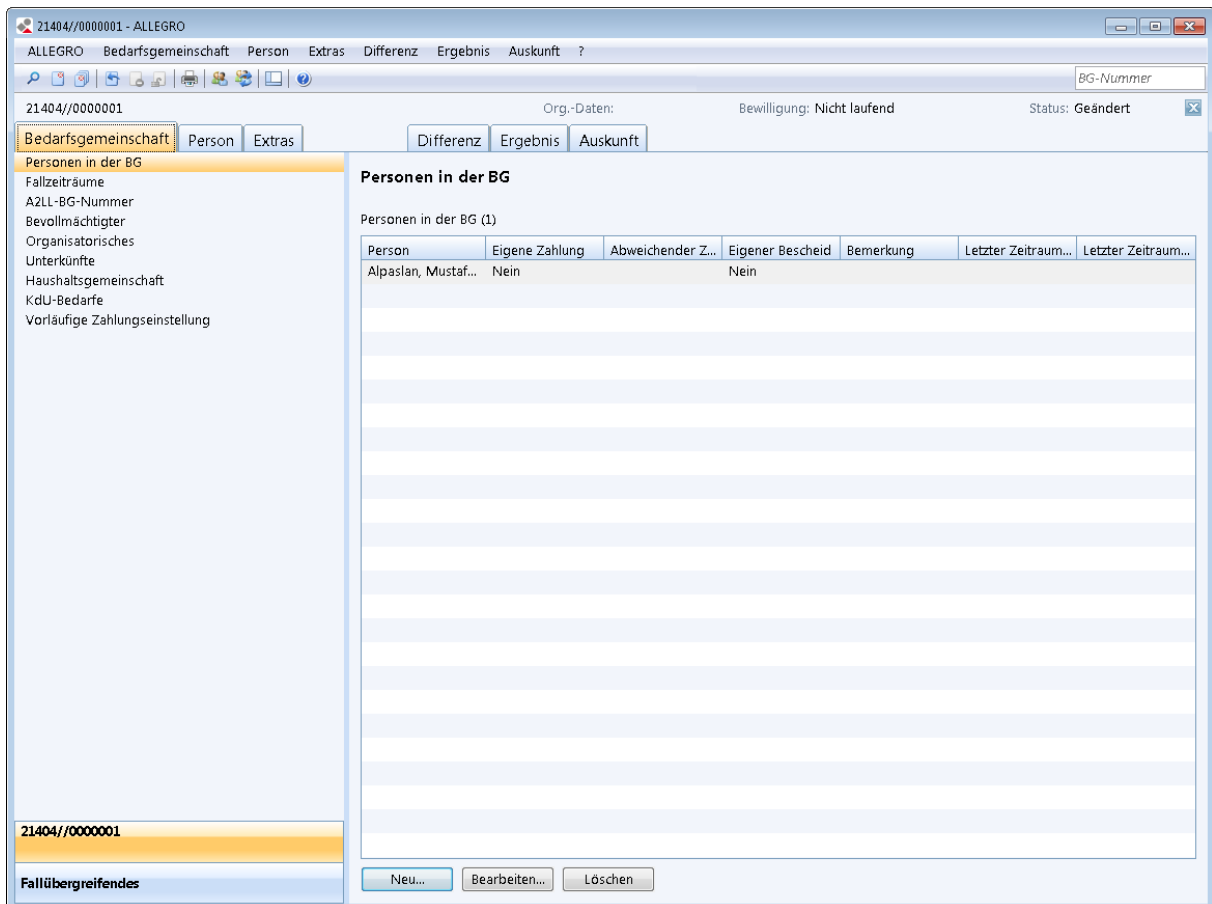 21404//0000001 - ALLEGRO
ALLEGRO Bedarfsgemeinschaft Person Extras Differenz Ergebnis Auskunft ?
BG-Nummer
21404//0000001 Org.-Daten: Bewilligung: Nicht laufend Status: Geändert
Bedarfsgemeinschaft Person Extras Differenz Ergebnis Auskunft
Personen in der BG
Fallzeiträume
A2LL-BG-Nummer
Bevollmächtigter
Organisatorisches
Unterkünfte
Haushaltsgemeinschaft
KdU-Bedarfe
Vorläufige Zahlungseinstellung
21404//0000001
Fallübergreifendes
Personen in der BG
Personen in der BG (1)
Person Eigene Zahlung Abweichender Z... Eigener Bescheid Bemerkung Letzter Zeitraum... Letzter Zeitraum...
Alpaslan, Mustaf... Nein Nein
Neu... Bearbeiten... Löschen